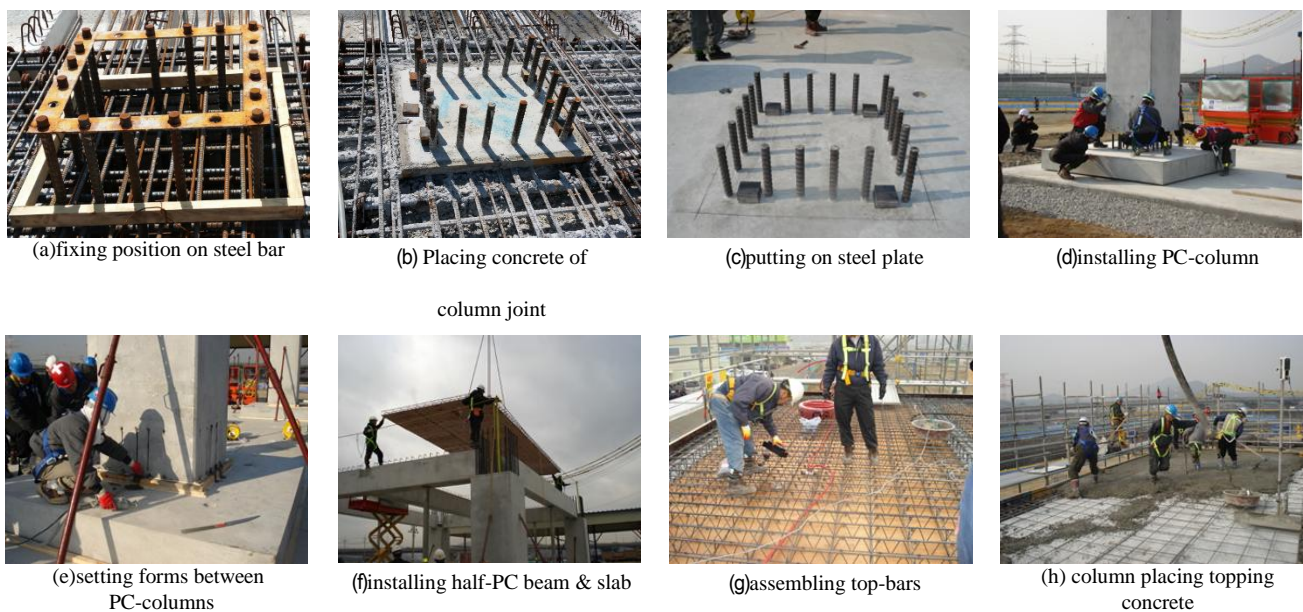 (a)fixing position on steel bar
(b) Placing concrete of
column joint
(c)putting on steel plate
(d)installing PC-column
(e)setting forms between
PC-columns
(f)installing half-PC beam & slab
(g)assembling top-bars
(h) column placing topping
concrete